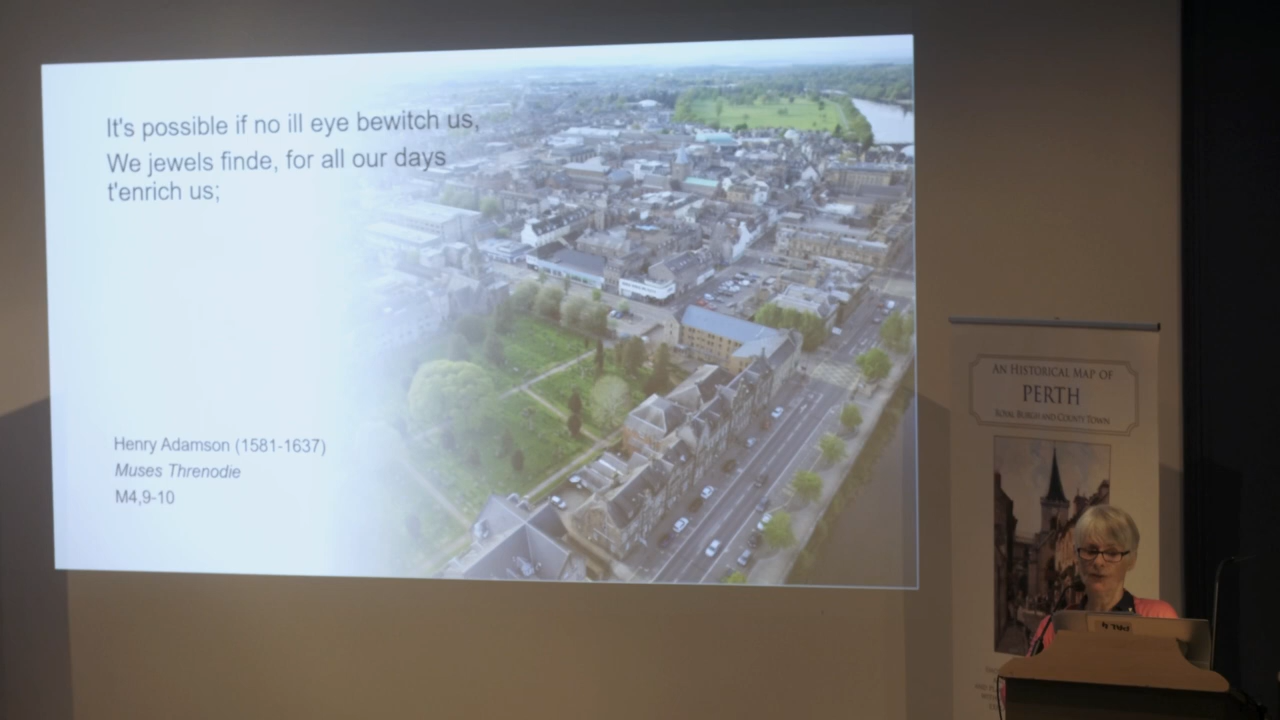 It's possible if no ill eye bewitch us,
We jewels finde, for all our days
t'enrich us;
Henry Adamson (1581-1637)
Muses Threnodie
M4,9-10
AN HISTORICAL MAP OF
PERTH
ROYAL BURGH AND COUNTY TOWN